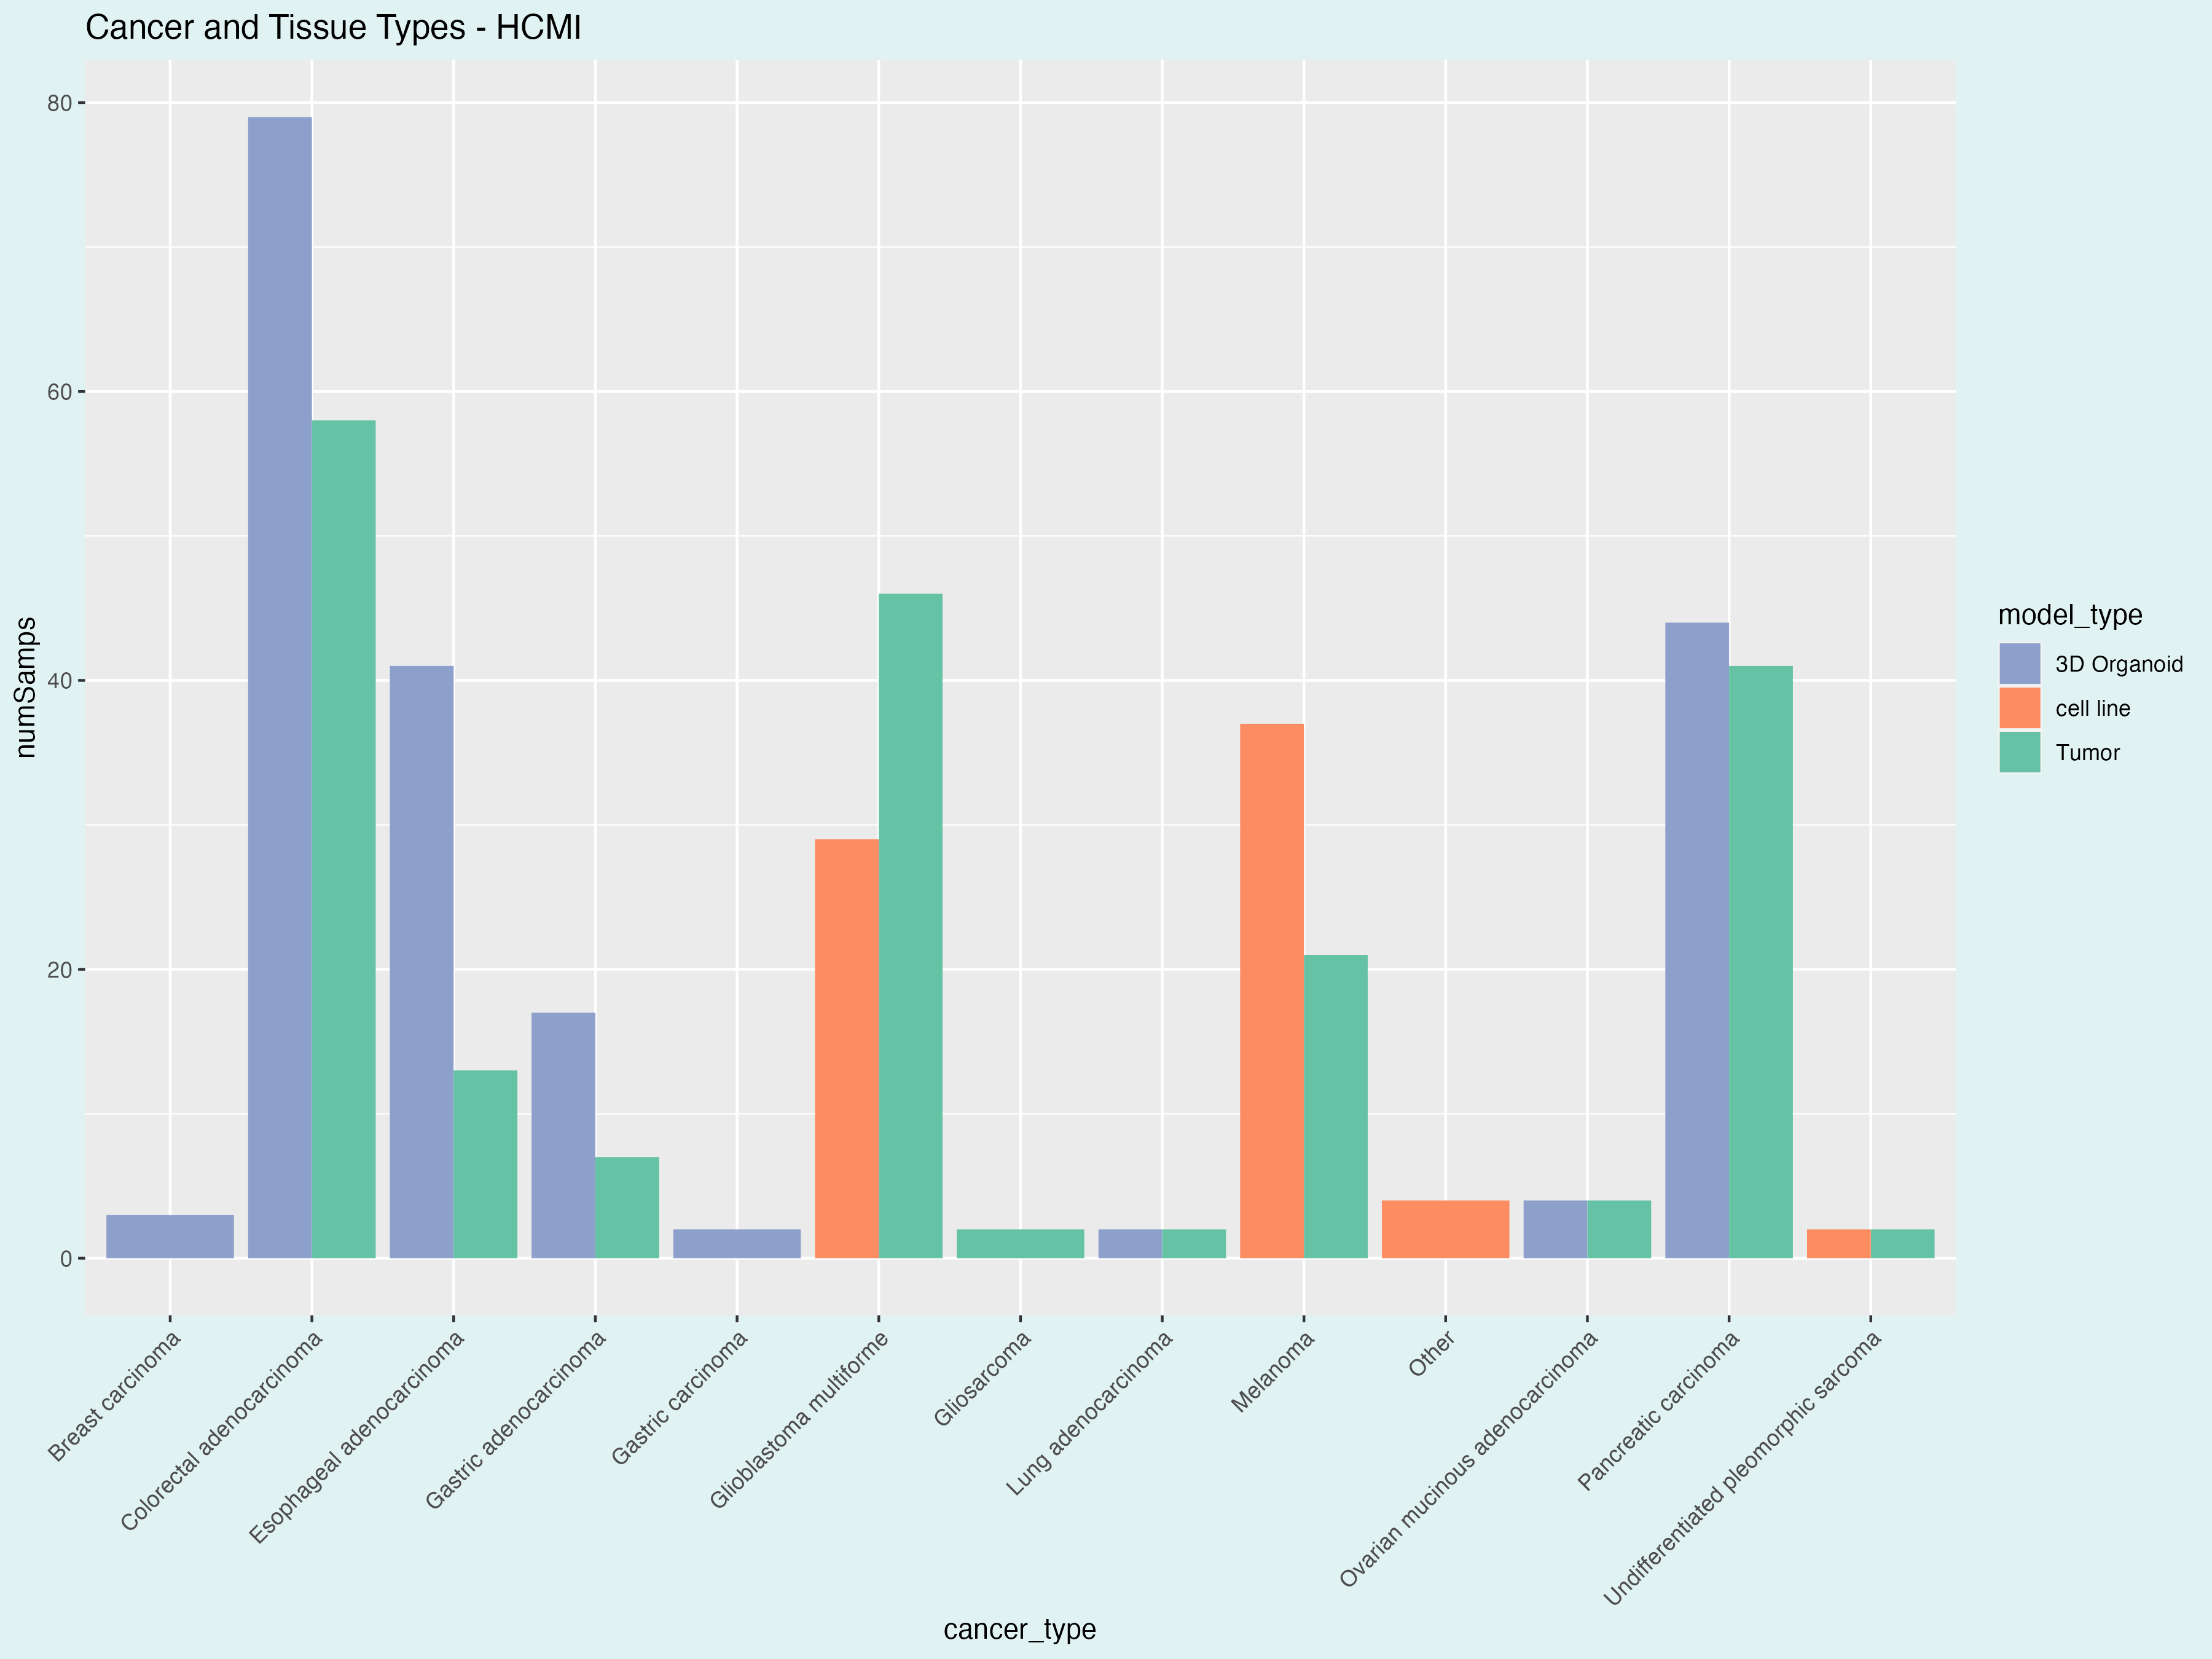 Cancer and Tissue Types - HCMI
numSamps
80
60
40
20
0
Breast carcinoma
Colorectal adenocarcinoma
Esophageal adenocarcinoma
Gastric adenocarcinoma
Gastric carcinoma
Glioblastoma multiforme
Gliosarcoma
Lung adenocarcinoma
Melanoma
Other
Ovarian mucinous adenocarcinoma
Pancreatic carcinoma
Undifferentiated pleomorphic sarcoma
cancer_type
model_type
3D Organoid
cell line
Tumor